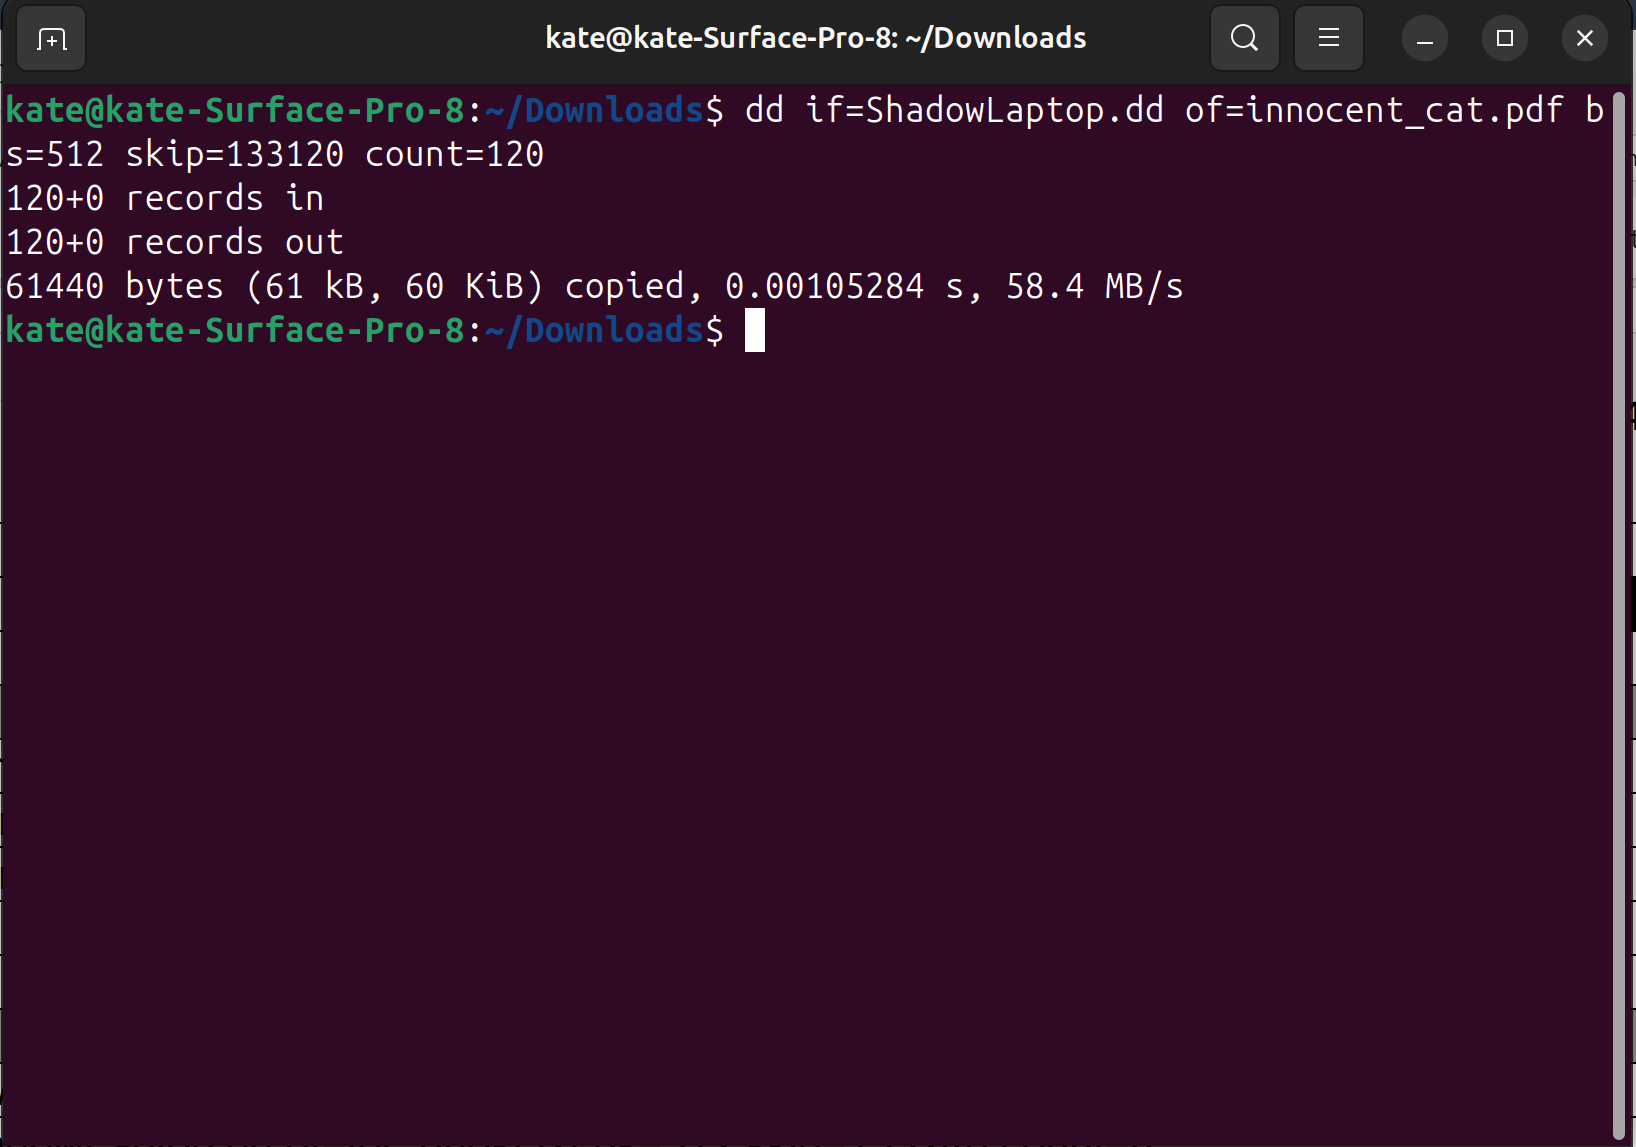 kate@kate-Surface-Pro-8: ~/Downloads
kate@kate-Surface-Pro-8:~/Downloads$ dd if=ShadowLaptop.dd of=innocent_cat.pdf b
s=512 skip=133120 count=120
120+0 records in
120+0 records out
61440 bytes (61 kB, 60 KiB) copied, 0.00105284 s, 58.4 MB/s
kate@kate-Surface-Pro-8:~/Downloads$